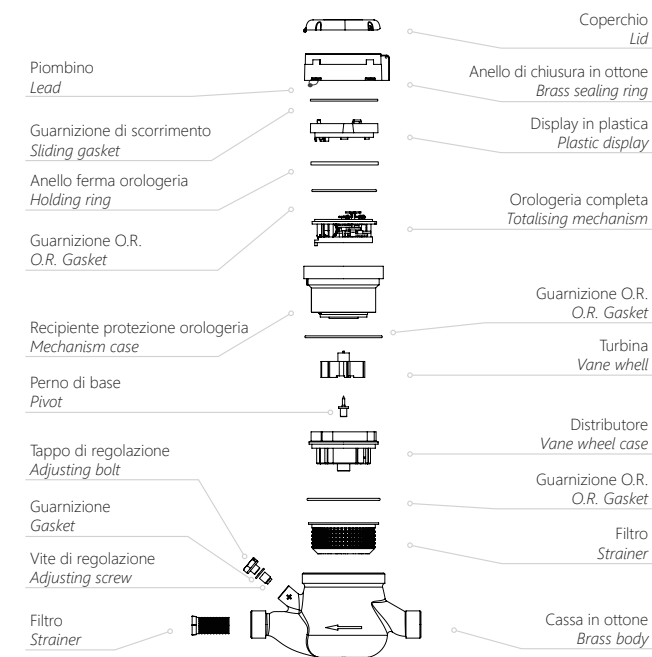 Coperchio
Lid
Piombino
Lead
Anello di chiusura in ottone
Brass sealing ring
Guarnizione di scorrimento
Sliding gasket
Display in plastica
Plastic display
Anello ferma orologeria
Holding ring
Orologeria completa
Totalising mechanism
Guarnizione O.R.
O.R. Gasket
Guarnizione O.R.
O.R. Gasket
Recipiente protezione orologeria
Mechanism case
Turbina
Vane whell
Perno di base
Pivot
Distributore
Vane wheel case
Tappo di regolazione
Adjusting bolt
Guarnizione O.R.
O.R. Gasket
Guarnizione
Gasket
Filtro
Strainer
Vite di regolazione
Adjusting screw
Filtro
Strainer
Cassa in ottone
Brass body